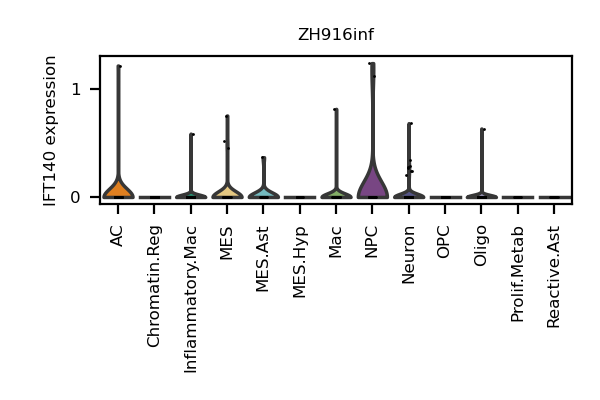 ZH916inf
IFT140 expression
1
0
AC
Chromatin.Reg
Inflammatory.Mac
MES
MES.Ast
MES.Hyp
Mac
NPC
Neuron
OPC
Oligo
Prolif.Metab
Reactive.Ast